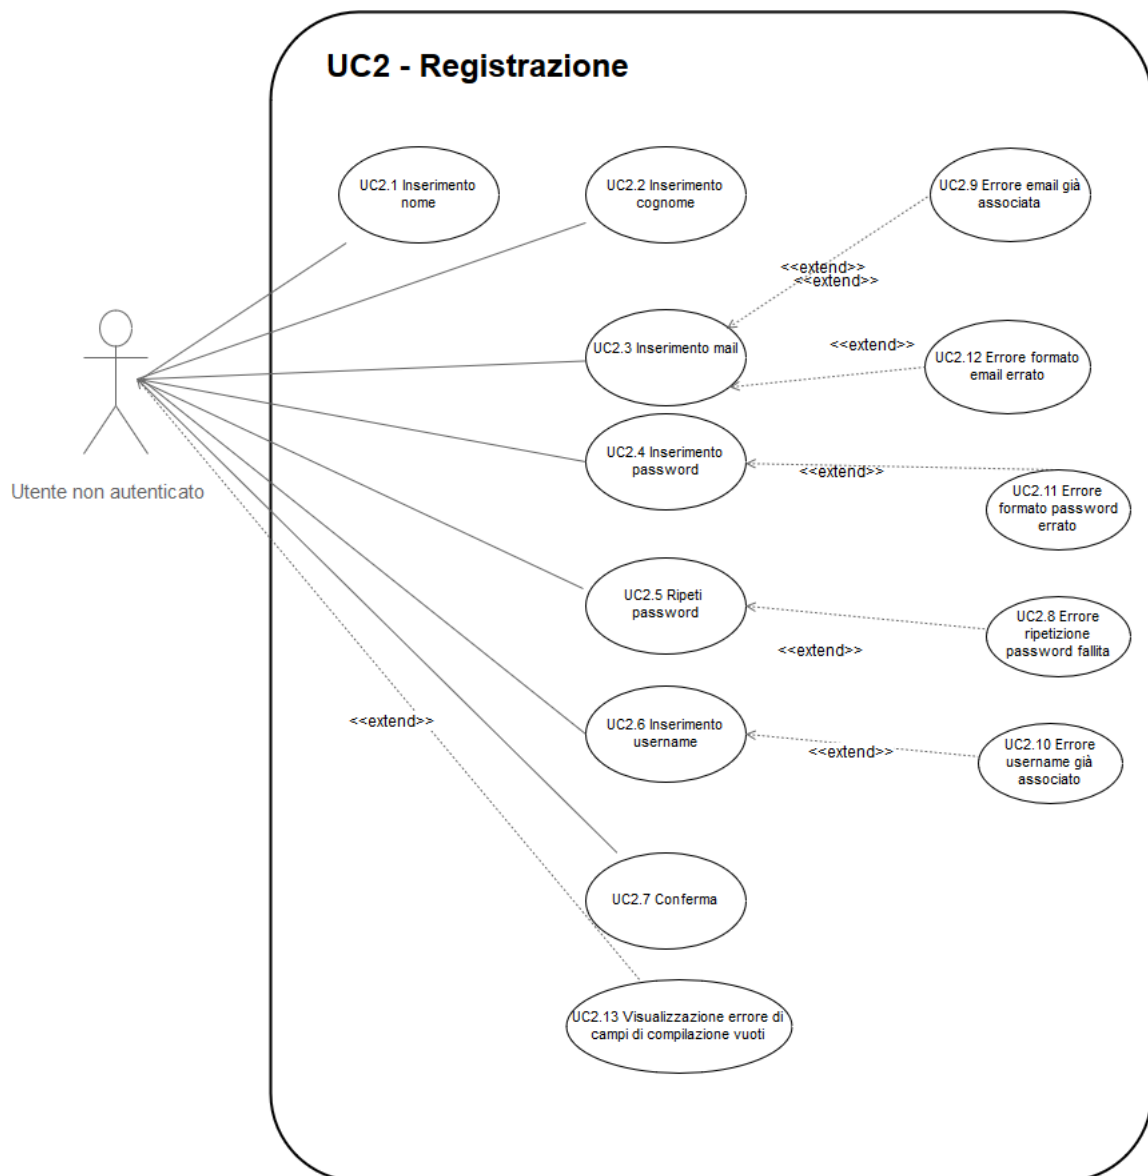 UC2 - Registrazione
UC2.1 Inserimento
nome
UC2.2 Inserimento
cognome
UC2.9 Errore email già
associata
<<extend>>
<<extend>>
UC2.3 Inserimento mail
<<extend>>
UC2.12 Errore formato
email errato
UC2.4 Inserimento
password
<<extend>>
UC2.11 Errore
formato password
errato
Utente non autenticato
UC2.5 Ripeti
password
UC2.8 Errore
ripetizione
password fallita
<<extend>>
<<extend>>
UC2.6 Inserimento
username
<<extend>>
UC2.10 Errore
username già
associato
UC2.7 Conferma
UC2.13 Visualizzazione errore di
campi di compilazione vuoti